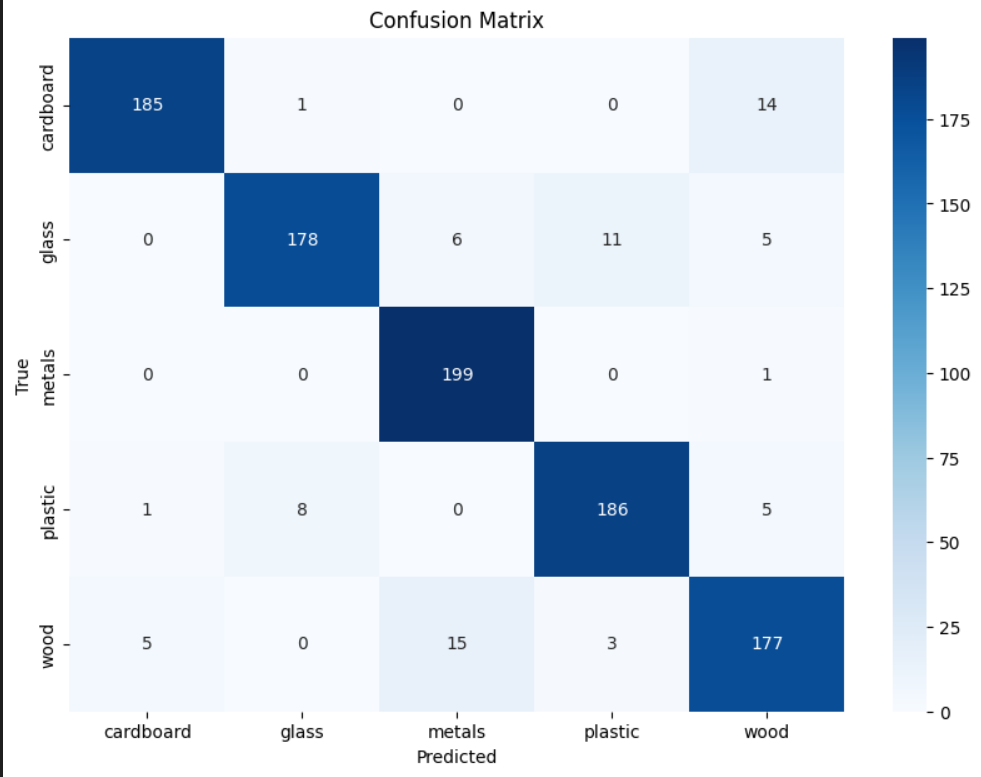 Confusion Matrix
cardboard 185 1 0 0 14
glass 0 178 6 11 5
metals 0 0 199 0 1
plastic 1 8 0 186 5
wood 5 0 15 3 177
True
cardboard glass metals plastic wood
Predicted
175
150
125
100
75
50
25
0